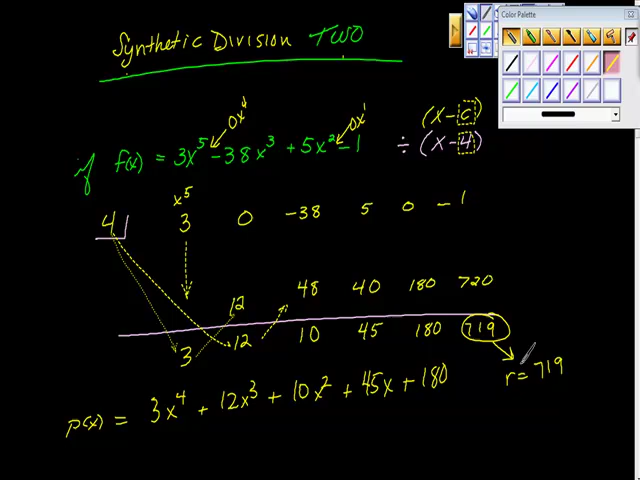 Color Palette
Synthetic Division TWO
0x⁴ 0x¹
(x-c)
if f(x) = 3x⁵ - 38x³ + 5x² - 1 ÷ (x-4)
x⁵
4 3 0 -38 5 0 -1
12 48 40 180 720
3 12 10 45 180 719
r = 719
p(x) = 3x⁴ + 12x³ + 10x² + 45x + 180